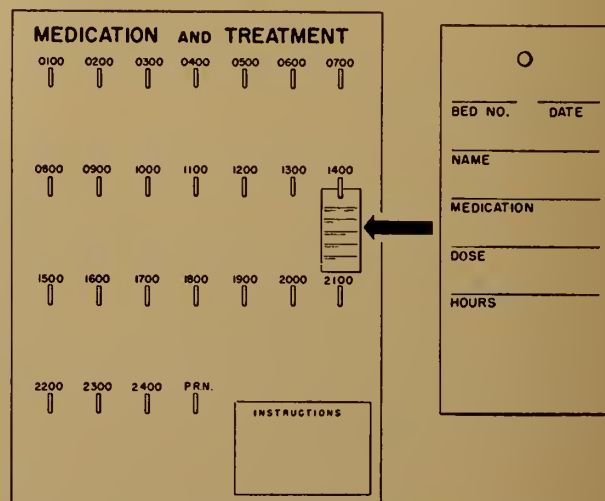 MEDICATION AND TREATMENT
0100 0200 0300 0400 0500 0600 0700
0800 0900 1000 1100 1200 1300 1400
1500 1600 1700 1800 1900 2000 2100
2200 2300 2400 P.R.N.
INSTRUCTIONS
BED NO. DATE
NAME
MEDICATION
DOSE
HOURS